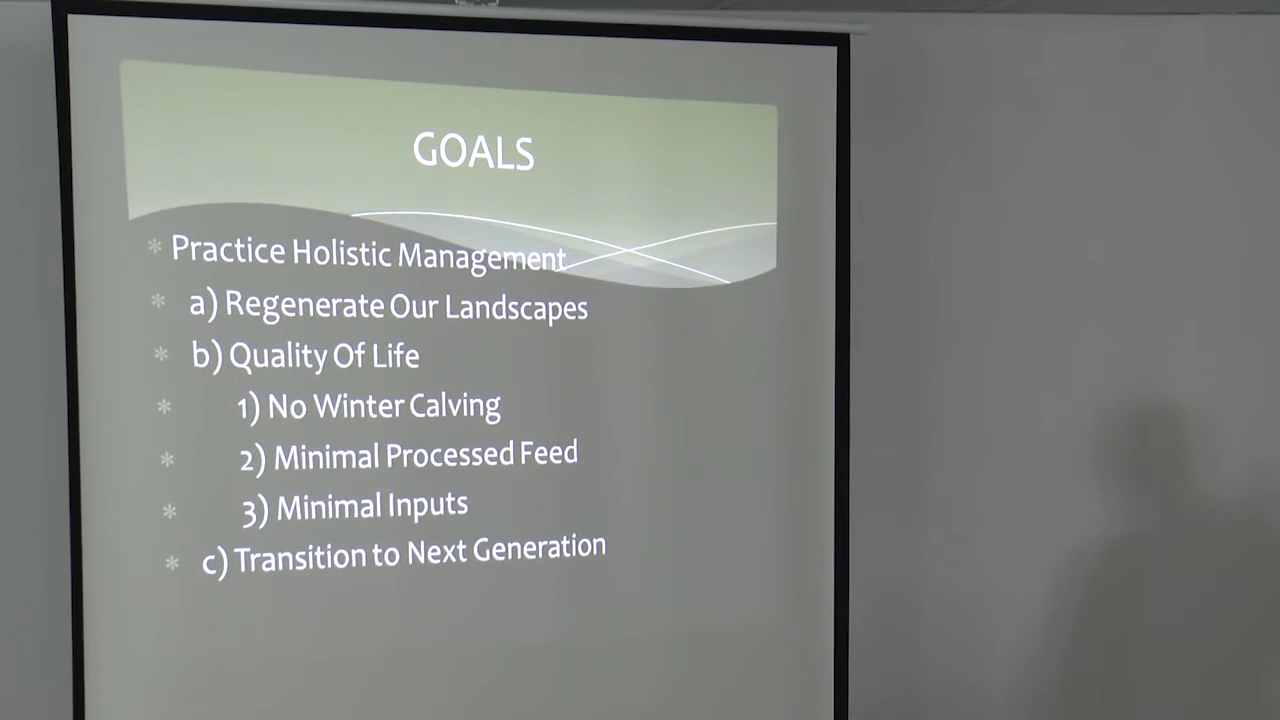 GOALS
* Practice Holistic Management
* a) Regenerate Our Landscapes
* b) Quality Of Life
* 1) No Winter Calving
* 2) Minimal Processed Feed
* 3) Minimal Inputs
* c) Transition to Next Generation